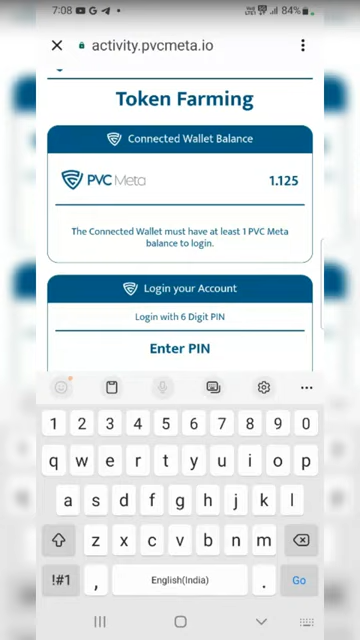 7:08 84%
activity.pvcmeta.io
Token Farming
Connected Wallet Balance
PVC Meta 1.125
The Connected Wallet must have at least 1 PVC Meta
balance to login.
Login your Account
Login with 6 Digit PIN
Enter PIN
1 2 3 4 5 6 7 8 9 0
q w e r t y u i o p
a s d f g h j k l
z x c v b n m
!#1 , English(India) . Go